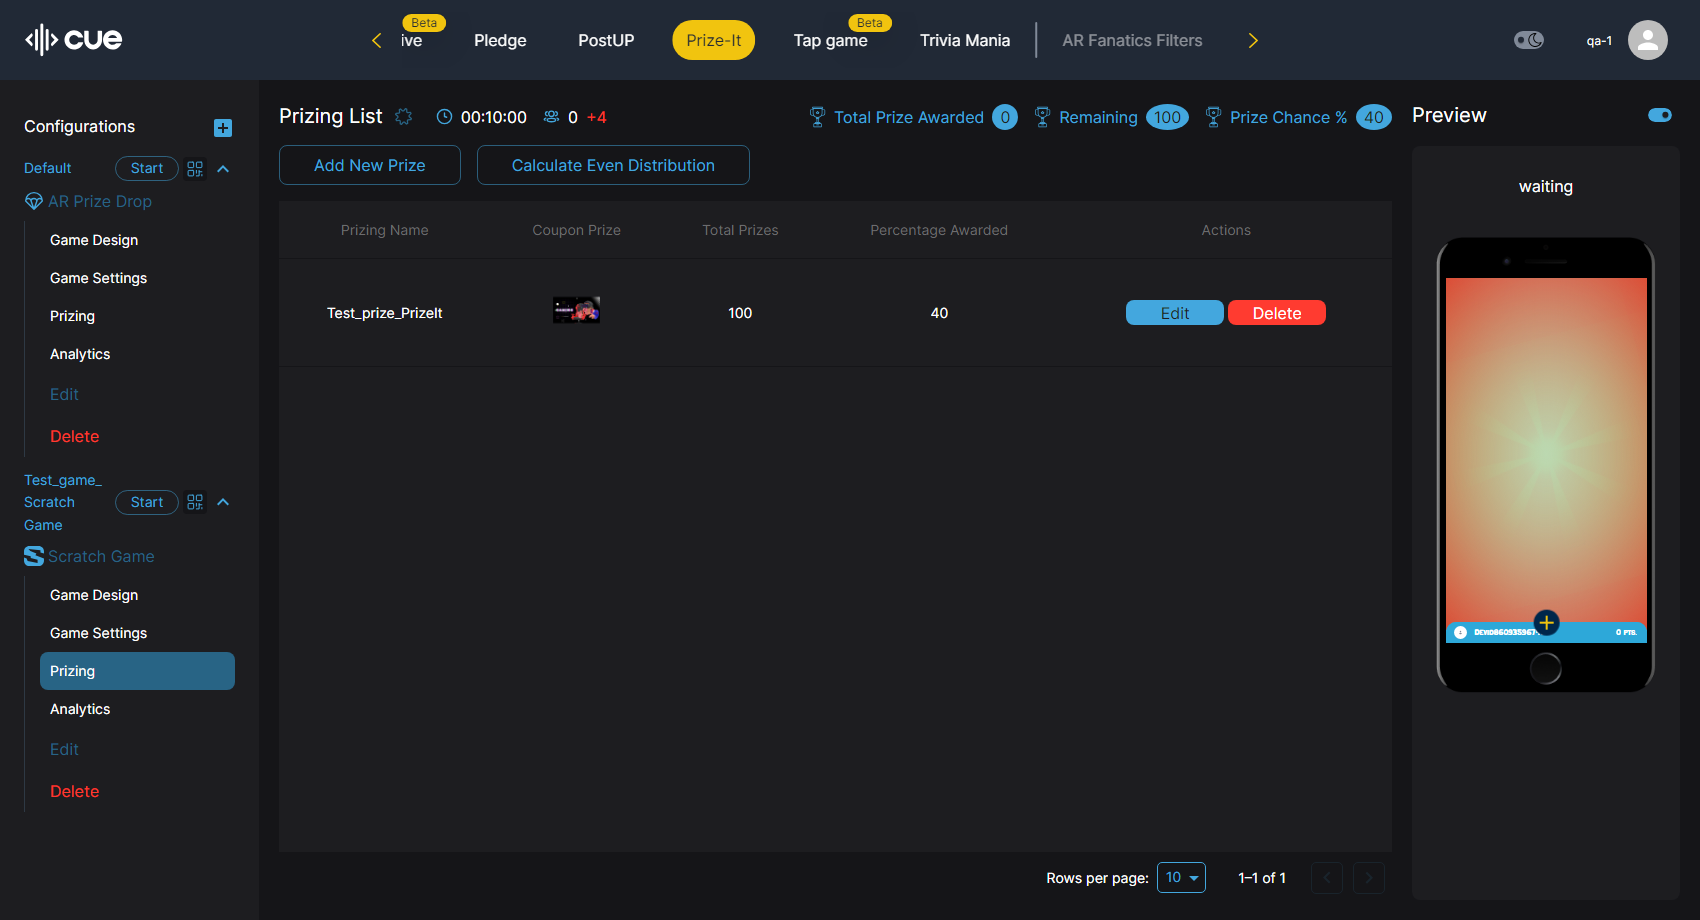 cue
Beta
ive
Pledge
PostUP
Prize-It
Beta
Tap game
Trivia Mania
AR Fanatics Filters
qa-1
Configurations
Default
Start
AR Prize Drop
Game Design
Game Settings
Prizing
Analytics
Edit
Delete
Test_game_
Scratch
Game
Start
Scratch Game
Game Design
Game Settings
Prizing
Analytics
Edit
Delete
Prizing List
00:10:00
0 +4
Total Prize Awarded 0
Remaining 100
Prize Chance % 40
Add New Prize
Calculate Even Distribution
Prizing Name
Coupon Prize
Total Prizes
Percentage Awarded
Actions
Test_prize_PrizeIt
100
40
Edit
Delete
Rows per page: 10
1–1 of 1
Preview
waiting
0 PTS.